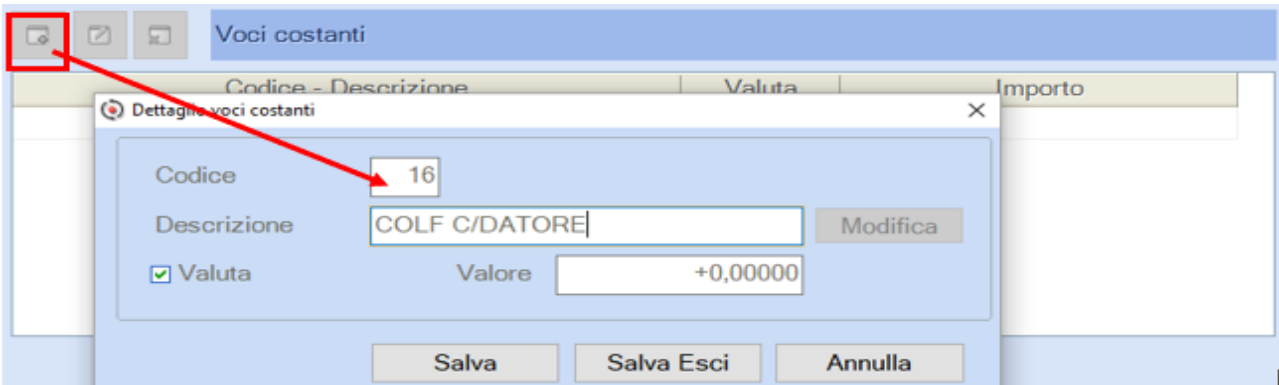 Voci costanti
Codice - Descrizione Valuta Importo
Dettaglio voci costanti
Codice 16
Descrizione COLF C/DATORE Modifica
Valuta Valore +0,00000
Salva Salva Esci Annulla